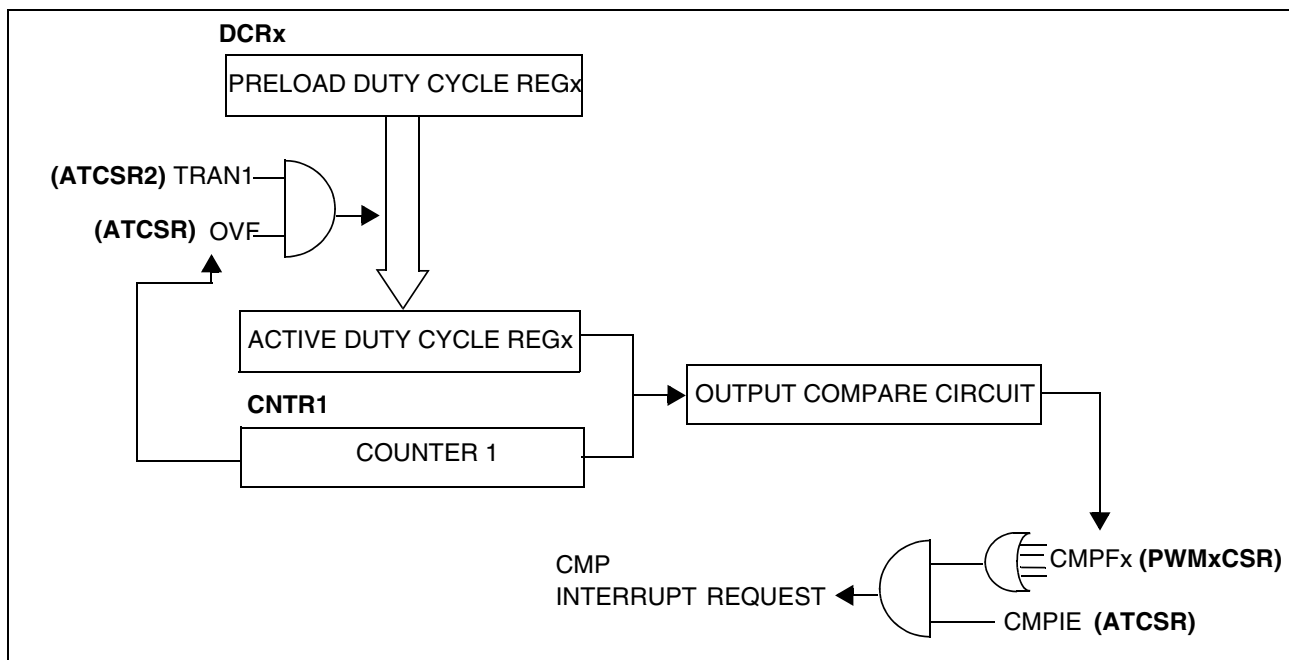 DCRx
PRELOAD DUTY CYCLE REGx
(ATCSR2) TRAN1
(ATCSR) OVF
ACTIVE DUTY CYCLE REGx
OUTPUT COMPARE CIRCUIT
CNTR1
COUNTER 1
CMPFx (PWMxCSR)
CMP
INTERRUPT REQUEST
CMPIE (ATCSR)